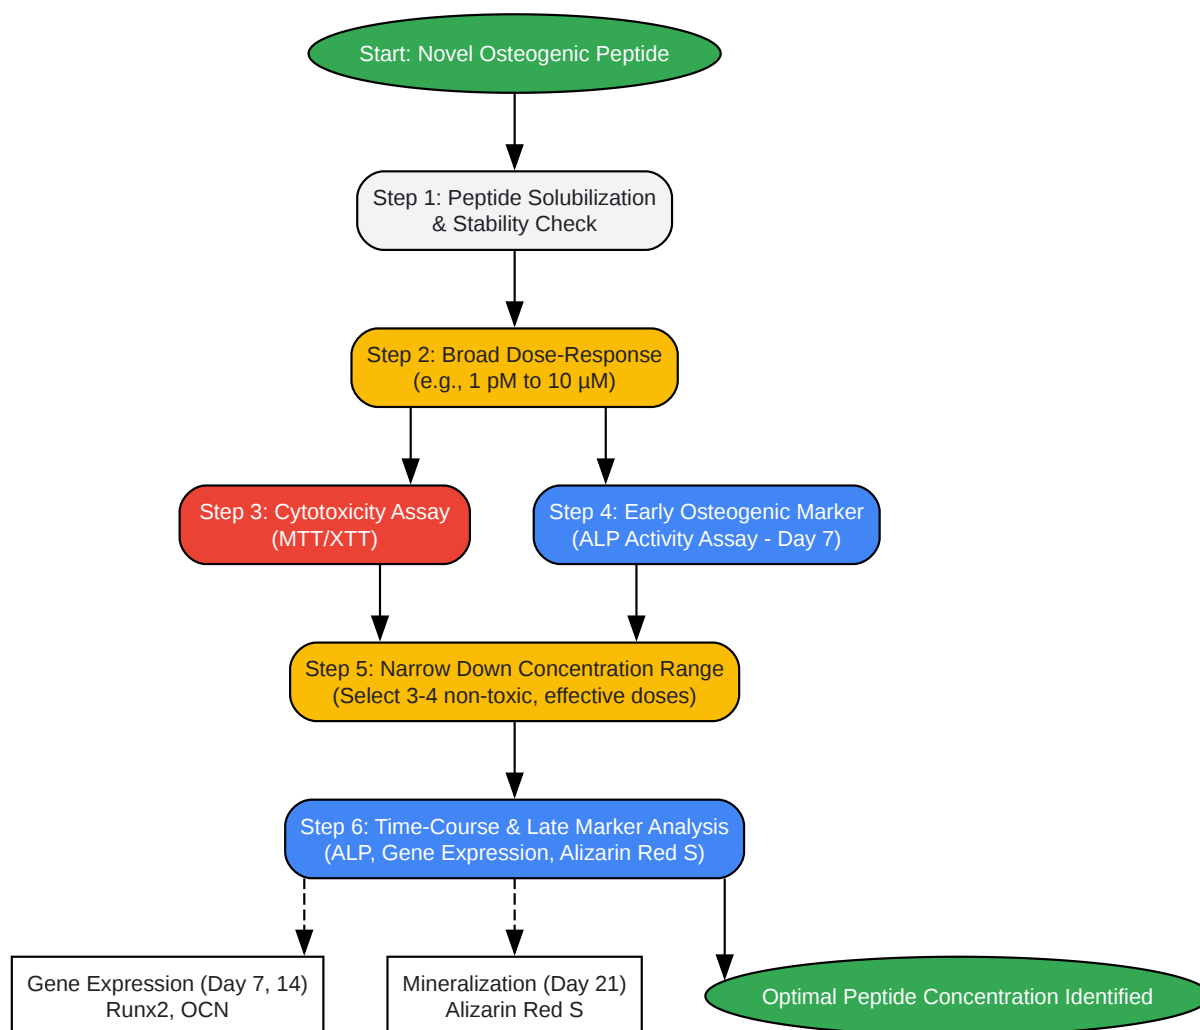 Start: Novel Osteogenic Peptide
Step 1: Peptide Solubilization
& Stability Check
Step 2: Broad Dose-Response
(e.g., 1 pM to 10 µM)
Step 3: Cytotoxicity Assay
(MTT/XTT)
Step 4: Early Osteogenic Marker
(ALP Activity Assay - Day 7)
Step 5: Narrow Down Concentration Range
(Select 3-4 non-toxic, effective doses)
Step 6: Time-Course & Late Marker Analysis
(ALP, Gene Expression, Alizarin Red S)
Gene Expression (Day 7, 14)
Runx2, OCN
Mineralization (Day 21)
Alizarin Red S
Optimal Peptide Concentration Identified